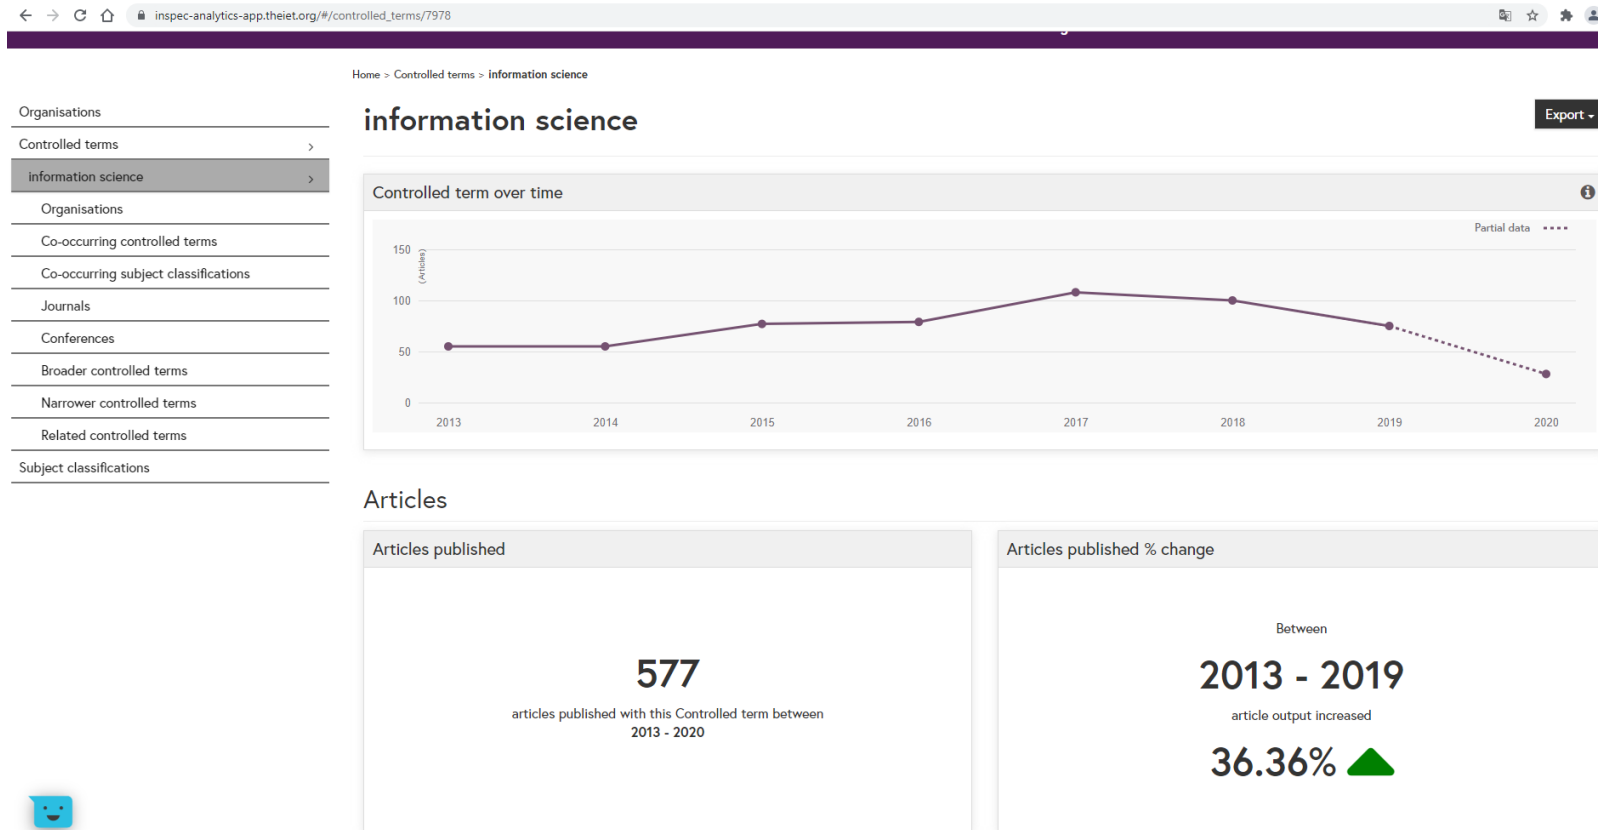 inspec-analytics-app.theiet.org/#/controlled_terms/7978
Home > Controlled terms > information science
Organisations
Controlled terms
information science
Organisations
Co-occurring controlled terms
Co-occurring subject classifications
Journals
Conferences
Broader controlled terms
Narrower controlled terms
Related controlled terms
Subject classifications
information science
Export
Controlled term over time
Partial data
(Articles)
150
100
50
0
2013 2014 2015 2016 2017 2018 2019 2020
Articles
Articles published
577
articles published with this Controlled term between
2013 - 2020
Articles published % change
Between
2013 - 2019
article output increased
36.36%